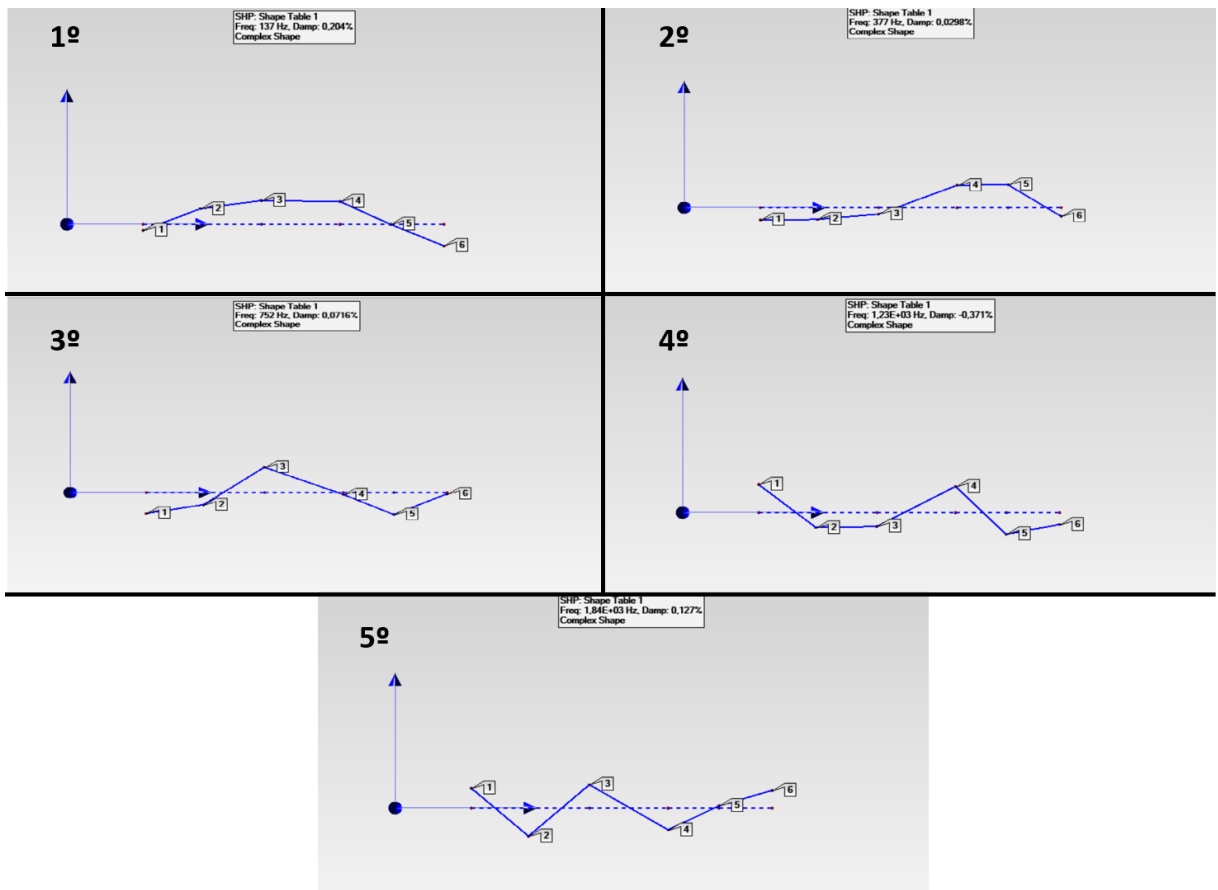 1º
SHP: Shape Table 1
Freq: 137 Hz, Damp: 0,204%
Complex Shape
1
2
3
4
5
6
2º
SHP: Shape Table 1
Freq: 377 Hz, Damp: 0,0298%
Complex Shape
1
2
3
4
5
6
3º
SHP: Shape Table 1
Freq: 752 Hz, Damp: 0,0716%
Complex Shape
1
2
3
4
5
6
4º
SHP: Shape Table 1
Freq: 1,23E+03 Hz, Damp: -0,371%
Complex Shape
1
2
3
4
5
6
5º
SHP: Shape Table 1
Freq: 1,84E+03 Hz, Damp: 0,127%
Complex Shape
1
2
3
4
5
6